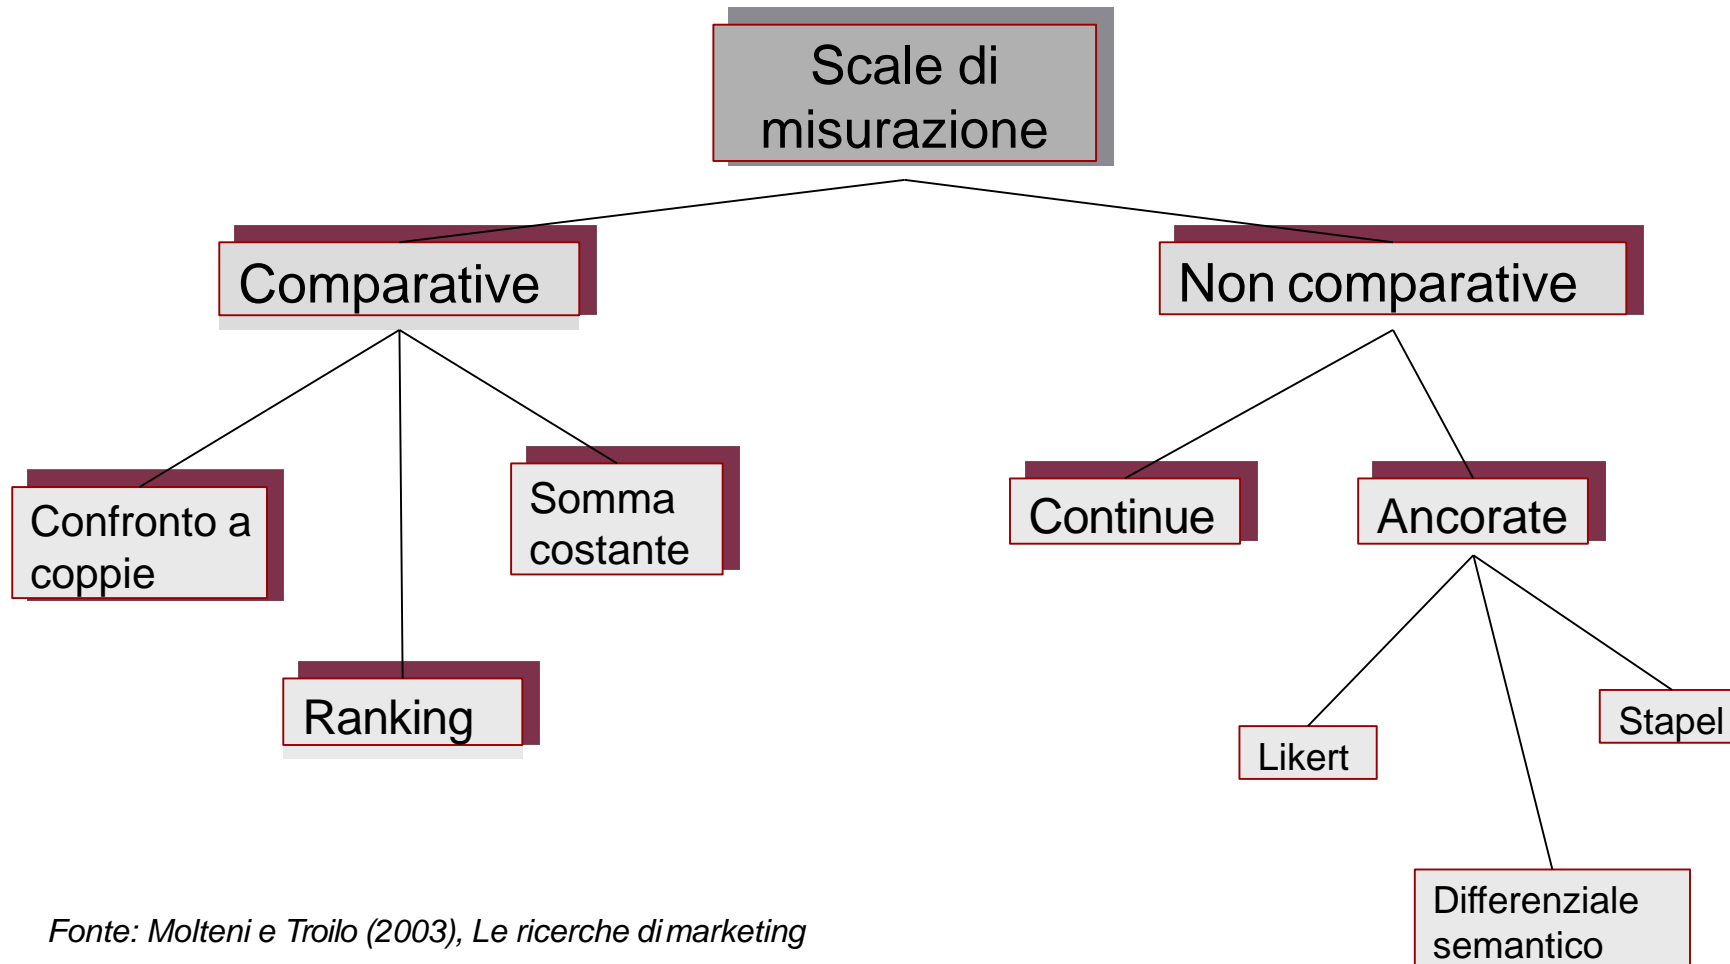 Scale di
misurazione
Comparative
Non comparative
Confronto a
coppie
Somma
costante
Continue
Ancorate
Ranking
Likert
Stapel
Differenziale
semantico
Fonte: Molteni e Troilo (2003), Le ricerche di marketing